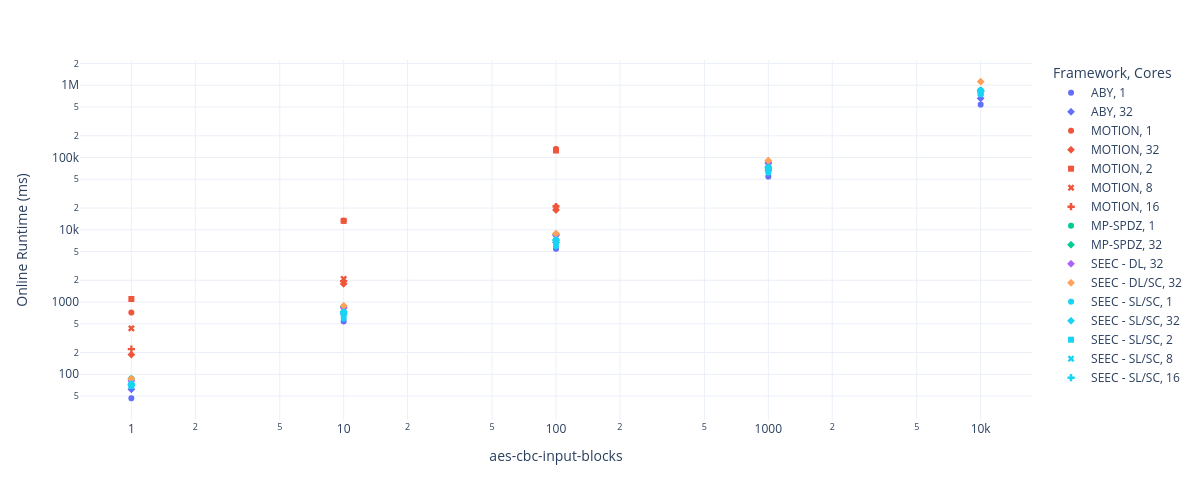 2
1M
5
2
100k
5
2
10k
5
2
1000
5
2
100
5
Online Runtime (ms)
1 2 5 10 2 5 100 2 5 1000 2 5 10k
aes-cbc-input-blocks
Framework, Cores
ABY, 1
ABY, 32
MOTION, 1
MOTION, 32
MOTION, 2
MOTION, 8
MOTION, 16
MP-SPDZ, 1
MP-SPDZ, 32
SEEC - DL, 32
SEEC - DL/SC, 32
SEEC - SL/SC, 1
SEEC - SL/SC, 32
SEEC - SL/SC, 2
SEEC - SL/SC, 8
SEEC - SL/SC, 16